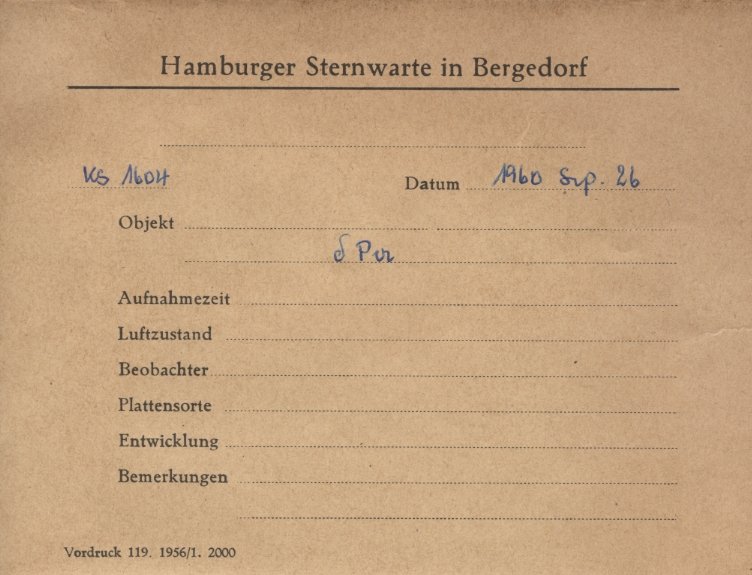 Hamburger Sternwarte in Bergedorf
KS 1604 Datum 1960 Sep. 26
Objekt
δ Per
Aufnahmezeit
Luftzustand
Beobachter
Plattensorte
Entwicklung
Bemerkungen
Vordruck 119. 1956/1. 2000